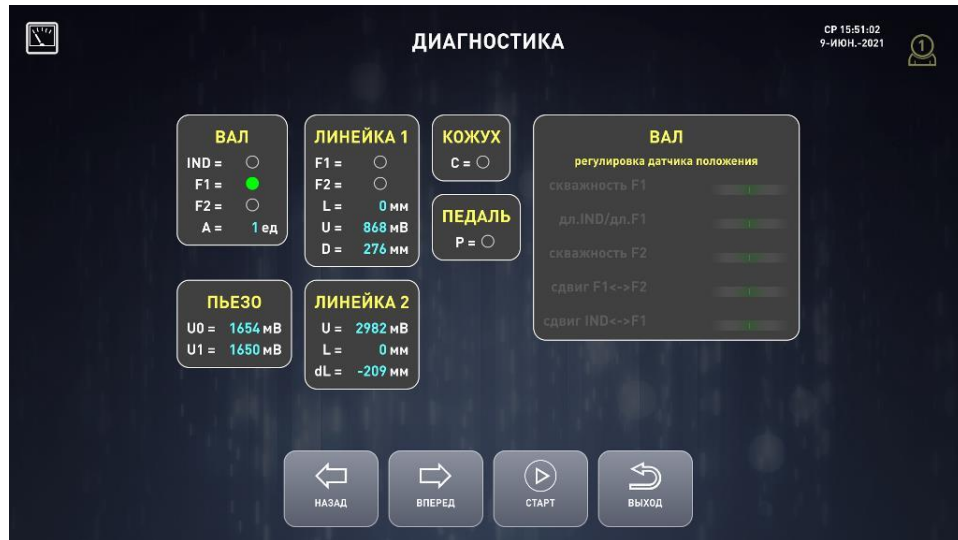 ДИАГНОСТИКА
СР 15:51:02
9-ИЮН.-2021
1
ВАЛ
IND =
F1 =
F2 =
A = 1 ед
ЛИНЕЙКА 1
F1 =
F2 =
L = 0 мм
U = 868 мВ
D = 276 мм
КОЖУХ
C =
ПЕДАЛЬ
P =
ВАЛ
регулировка датчика положения
скважность F1
дл.IND/дл.F1
скважность F2
сдвиг F1<->F2
сдвиг IND<->F1
ПЬЕЗО
U0 = 1654 мВ
U1 = 1650 мВ
ЛИНЕЙКА 2
U = 2982 мВ
L = 0 мм
dL = -209 мм
НАЗАД
ВПЕРЕД
СТАРТ
ВЫХОД